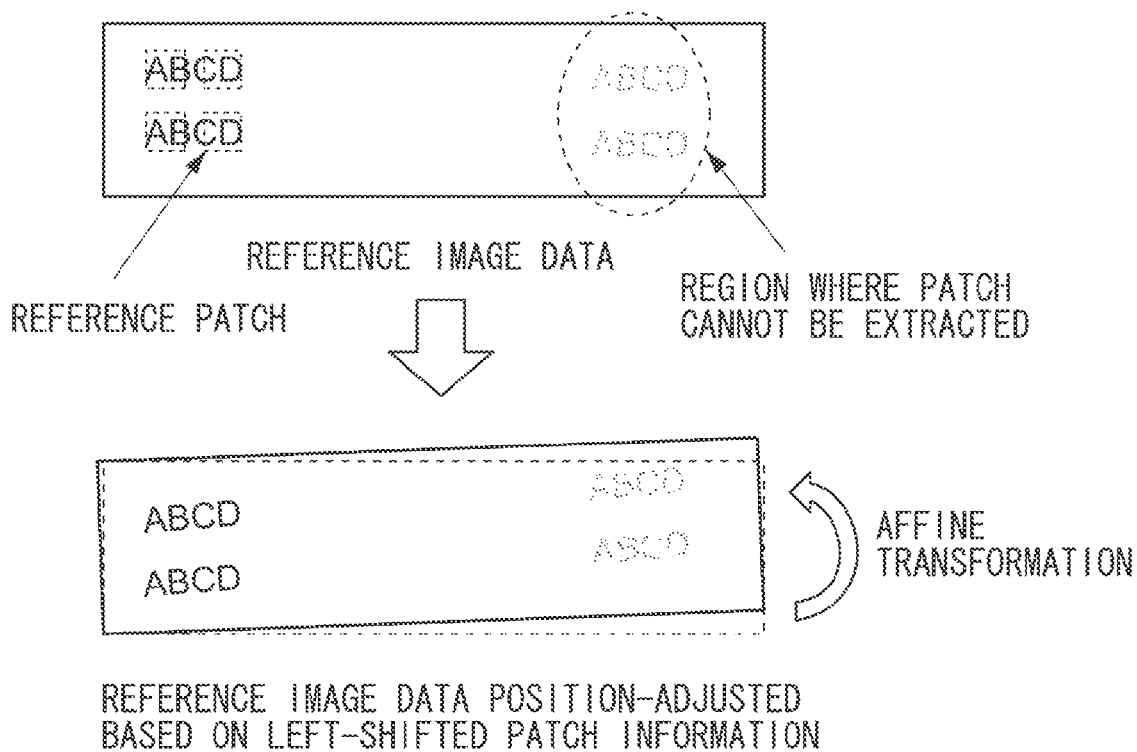 ABCD ABCD
ABCD ABCD
REFERENCE IMAGE DATA
REFERENCE PATCH
REGION WHERE PATCH
CANNOT BE EXTRACTED
ABCD ABCD
ABCD ABCD
AFFINE
TRANSFORMATION
REFERENCE IMAGE DATA POSITION-ADJUSTED
BASED ON LEFT-SHIFTED PATCH INFORMATION